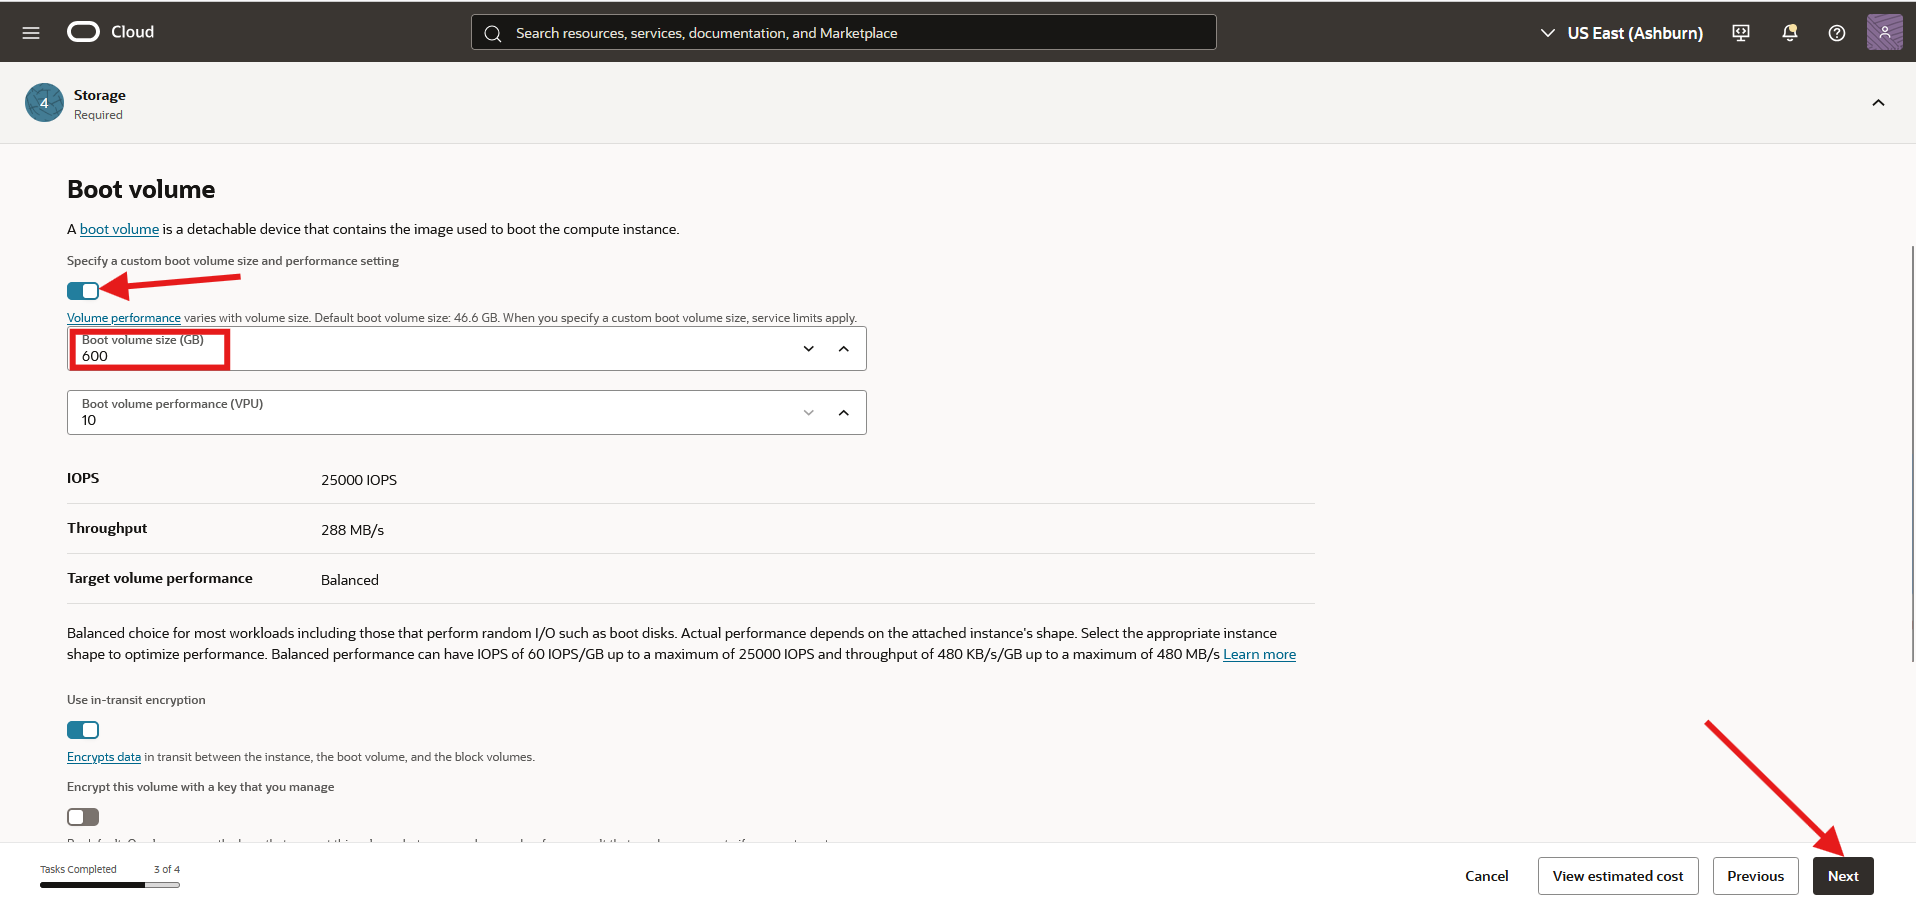 Cloud
Search resources, services, documentation, and Marketplace
US East (Ashburn)
4
Storage
Required
Boot volume
A boot volume is a detachable device that contains the image used to boot the compute instance.
Specify a custom boot volume size and performance setting
Volume performance varies with volume size. Default boot volume size: 46.6 GB. When you specify a custom boot volume size, service limits apply.
Boot volume size (GB)
600
Boot volume performance (VPU)
10
IOPS 25000 IOPS
Throughput 288 MB/s
Target volume performance Balanced
Balanced choice for most workloads including those that perform random I/O such as boot disks. Actual performance depends on the attached instance's shape. Select the appropriate instance
shape to optimize performance. Balanced performance can have IOPS of 60 IOPS/GB up to a maximum of 25000 IOPS and throughput of 480 KB/s/GB up to a maximum of 480 MB/s Learn more
Use in-transit encryption
Encrypts data in transit between the instance, the boot volume, and the block volumes.
Encrypt this volume with a key that you manage
Tasks Completed 3 of 4
Cancel
View estimated cost
Previous
Next